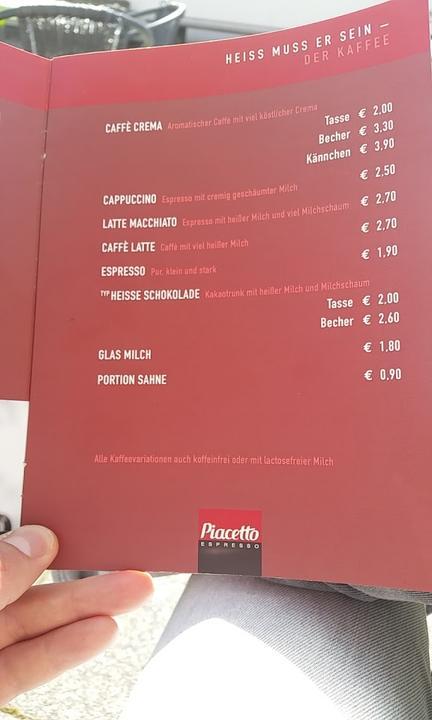 HEISS MUSS ER SEIN –
DER KAFFEE
CAFFÈ CREMA Aromatischer Caffè mit viel köstlicher Crema
Tasse € 2,00
Becher € 3,30
Kännchen € 3,90
CAPPUCCINO Espresso mit cremig geschäumter Milch € 2,50
LATTE MACCHIATO Espresso mit heißer Milch und viel Milchschaum € 2,70
CAFFÈ LATTE Caffè mit viel heißer Milch € 2,70
ESPRESSO Pur, klein und stark € 1,90
TYP HEISSE SCHOKOLADE Kakaotrunk mit heißer Milch und Milchschaum
Tasse € 2,00
Becher € 2,60
GLAS MILCH € 1,80
PORTION SAHNE € 0,90
Alle Kaffeevariationen auch koffeinfrei oder mit lactosefreier Milch
Piacetto
ESPRESSO